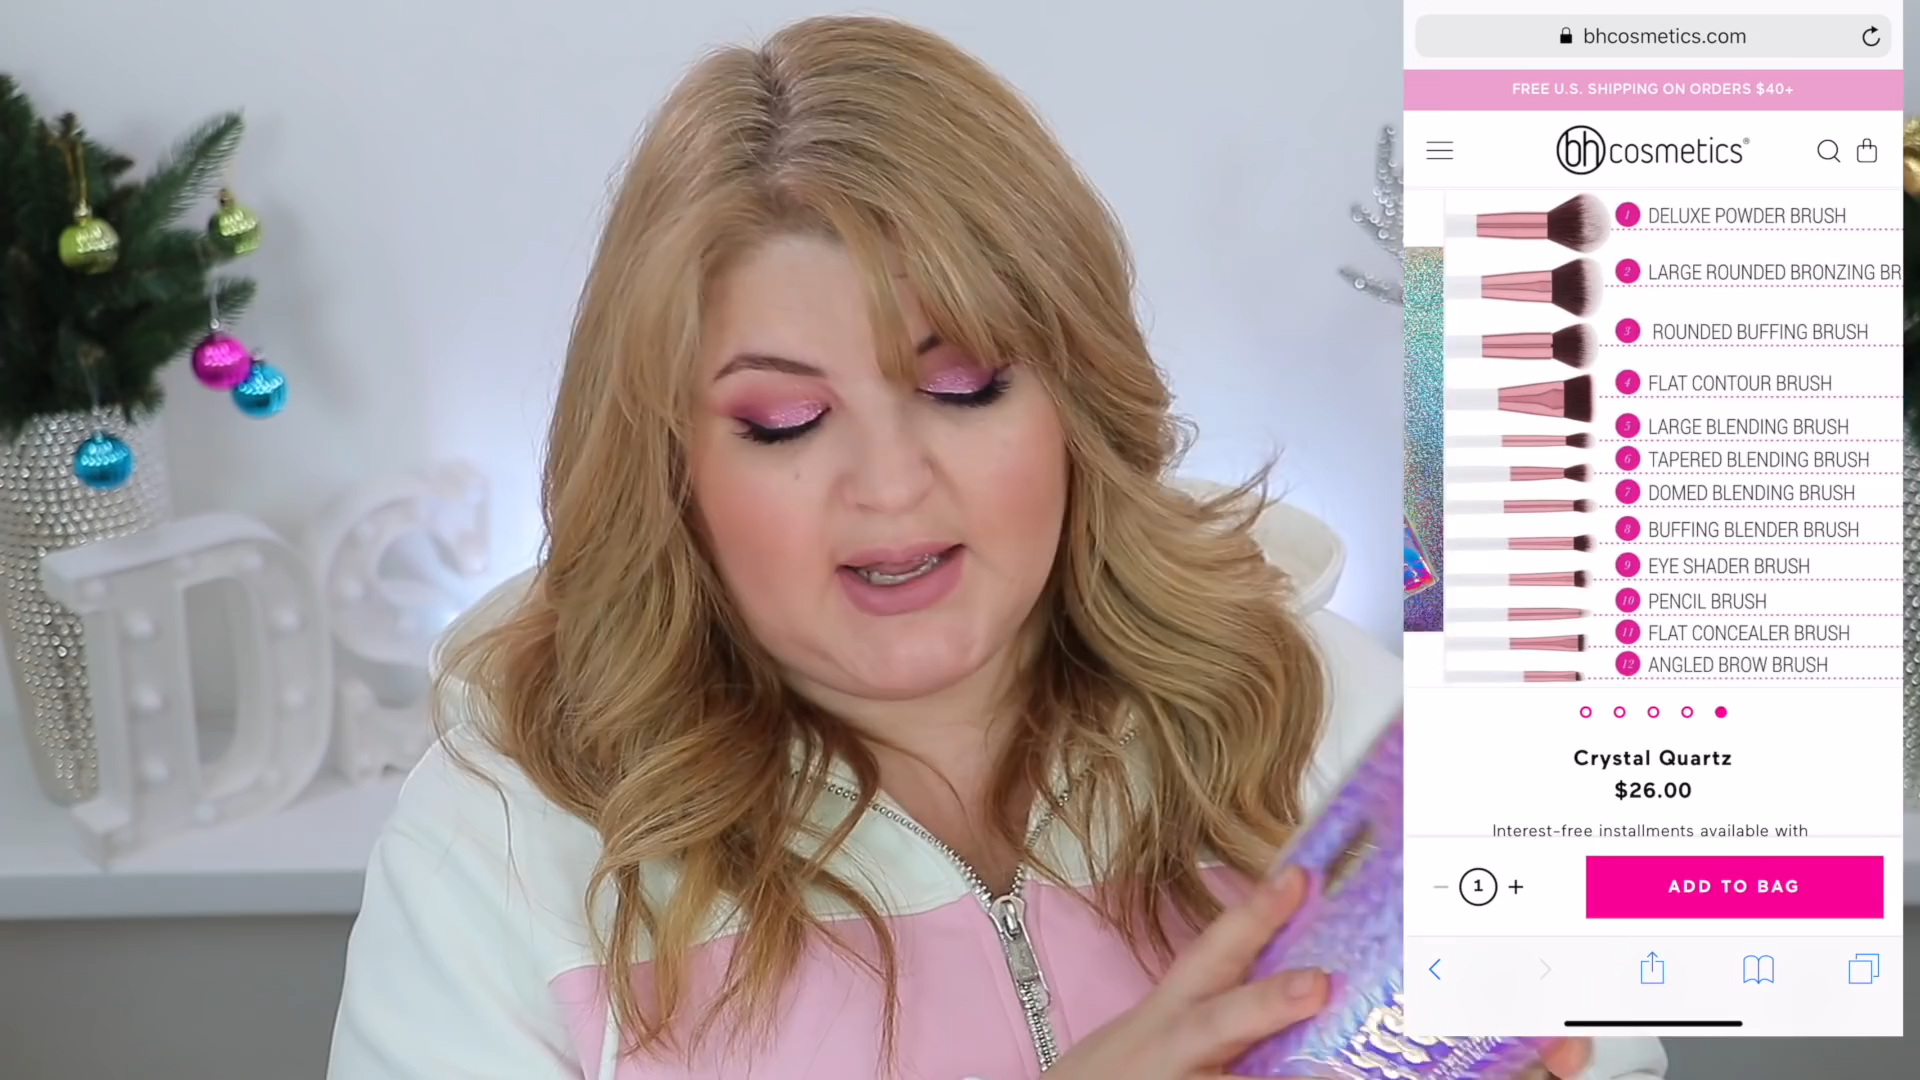 DS
bhcosmetics.com
FREE U.S. SHIPPING ON ORDERS $40+
bhcosmetics®
1 DELUXE POWDER BRUSH
2 LARGE ROUNDED BRONZING BR
3 ROUNDED BUFFING BRUSH
4 FLAT CONTOUR BRUSH
5 LARGE BLENDING BRUSH
6 TAPERED BLENDING BRUSH
7 DOMED BLENDING BRUSH
8 BUFFING BLENDER BRUSH
9 EYE SHADER BRUSH
10 PENCIL BRUSH
11 FLAT CONCEALER BRUSH
12 ANGLED BROW BRUSH
Crystal Quartz
$26.00
Interest-free installments available with
1
ADD TO BAG